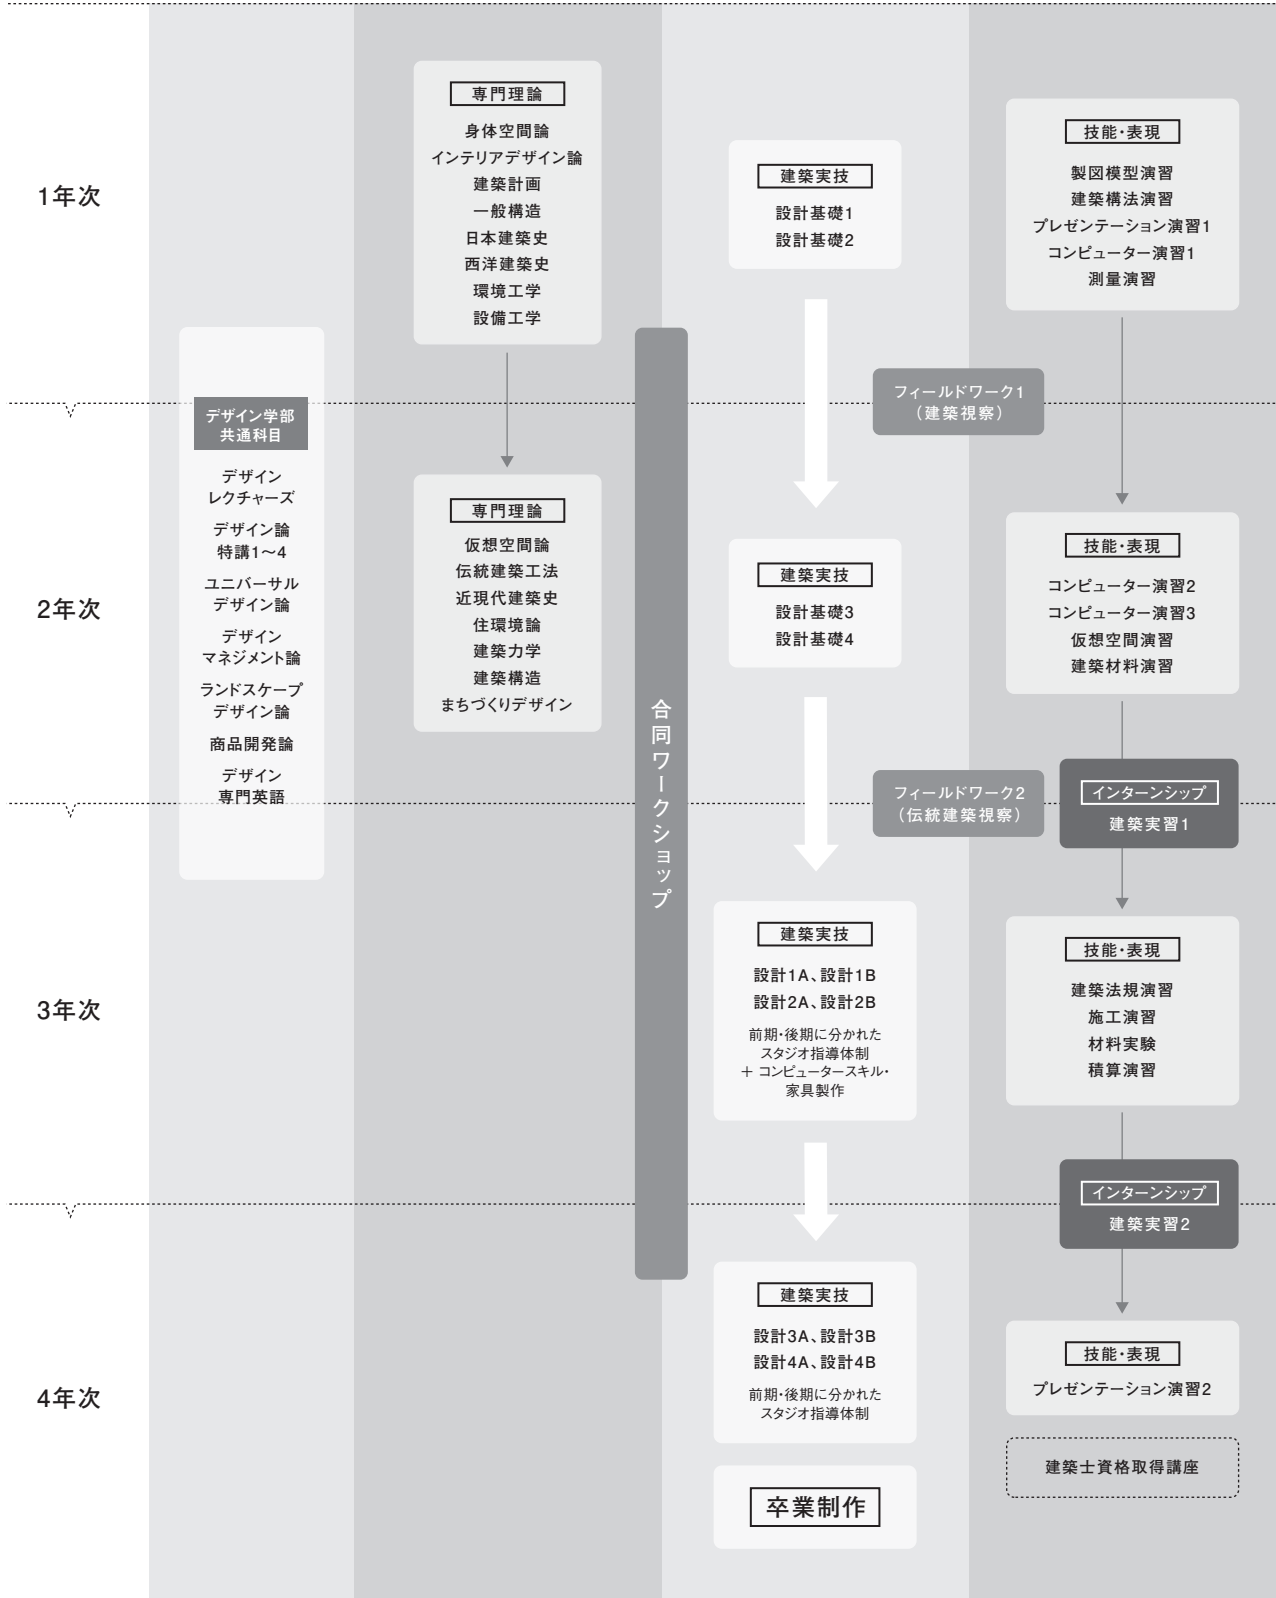 1年次
専門理論
身体空間論
インテリアデザイン論
建築計画
一般構造
日本建築史
西洋建築史
環境工学
設備工学
建築実技
設計基礎1
設計基礎2
技能・表現
製図模型演習
建築構法演習
プレゼンテーション演習1
コンピューター演習1
測量演習
フィールドワーク1
（建築視察）
デザイン学部
共通科目
デザイン
レクチャーズ
デザイン論
特講1〜4
ユニバーサル
デザイン論
デザイン
マネジメント論
ランドスケープ
デザイン論
商品開発論
デザイン
専門英語
2年次
専門理論
仮想空間論
伝統建築工法
近現代建築史
住環境論
建築力学
建築構造
まちづくりデザイン
合同ワークショップ
建築実技
設計基礎3
設計基礎4
技能・表現
コンピューター演習2
コンピューター演習3
仮想空間演習
建築材料演習
フィールドワーク2
（伝統建築視察）
インターンシップ
建築実習1
3年次
建築実技
設計1A、設計1B
設計2A、設計2B
前期・後期に分かれた
スタジオ指導体制
＋ コンピュータースキル・
家具製作
技能・表現
建築法規演習
施工演習
材料実験
積算演習
インターンシップ
建築実習2
4年次
建築実技
設計3A、設計3B
設計4A、設計4B
前期・後期に分かれた
スタジオ指導体制
卒業制作
技能・表現
プレゼンテーション演習2
建築士資格取得講座